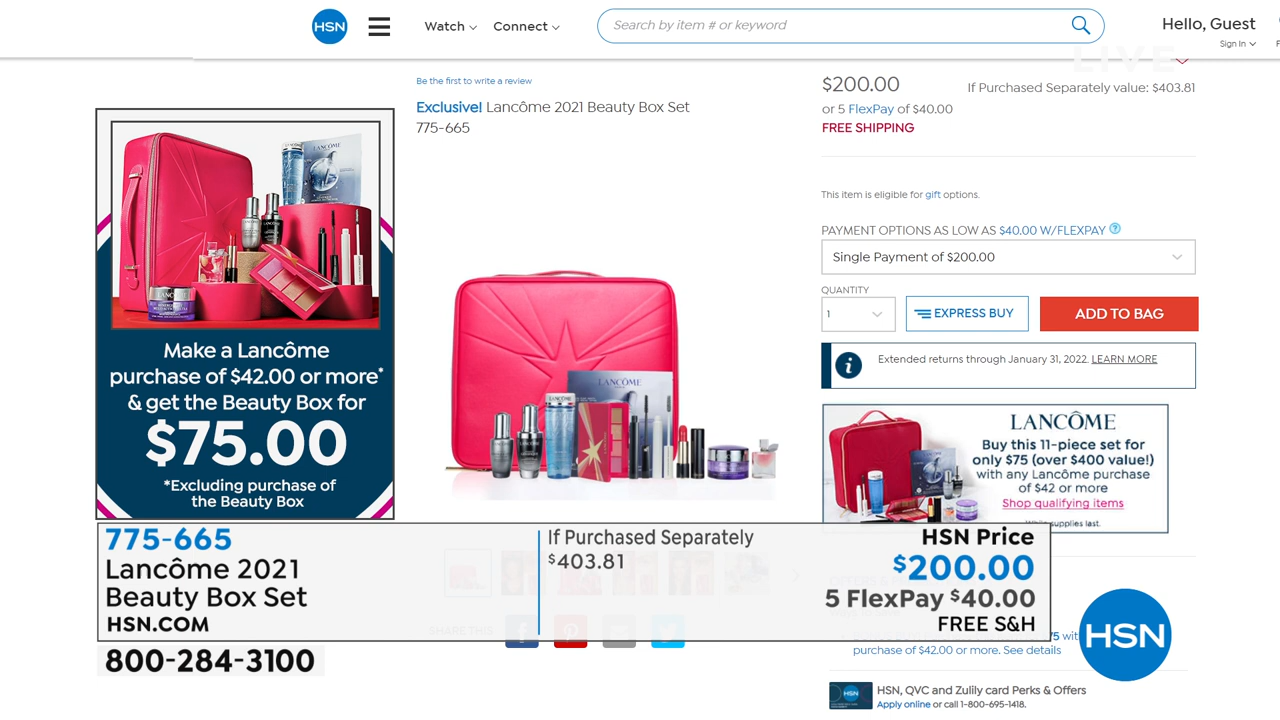 HSN
Watch
Connect
Search by item # or keyword
Hello, Guest
Sign In
LIVE
Be the first to write a review
Exclusive! Lancôme 2021 Beauty Box Set
775-665
$200.00
If Purchased Separately value: $403.81
or 5 FlexPay of $40.00
FREE SHIPPING
This item is eligible for gift options.
PAYMENT OPTIONS AS LOW AS $40.00 W/FLEXPAY ?
Single Payment of $200.00
QUANTITY
1
EXPRESS BUY
ADD TO BAG
Extended returns through January 31, 2022. LEARN MORE
LANCÔME
Buy this 11-piece set for
only $75 (over $400 value!)
with any Lancôme purchase
of $42 or more
Shop qualifying items
While supplies last.
LANCÔME
Make a Lancôme
purchase of $42.00 or more*
& get the Beauty Box for
$75.00
*Excluding purchase of
the Beauty Box
775-665
Lancôme 2021
Beauty Box Set
HSN.COM
800-284-3100
If Purchased Separately
$403.81
HSN Price
$200.00
5 FlexPay $40.00
FREE S&H
SHARE THIS
purchase of $42.00 or more. See details
HSN
HSN
HSN, QVC and Zulily card Perks & Offers
Apply online or call 1-800-695-1418.